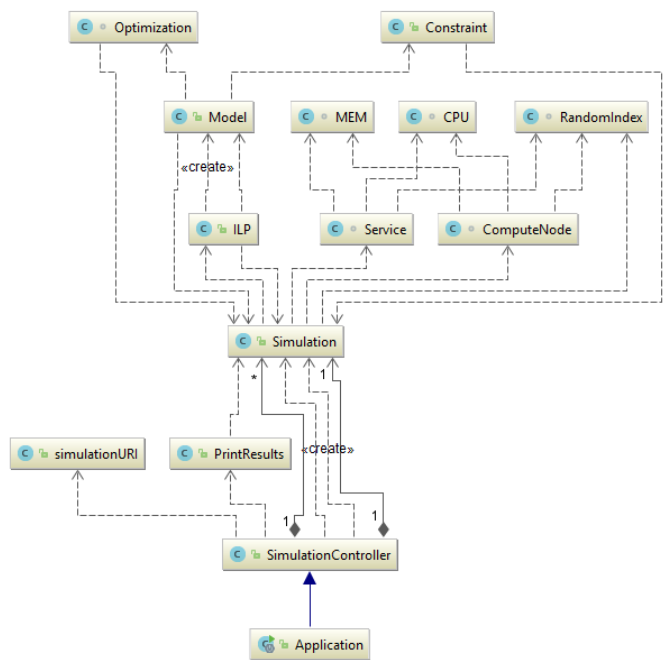 C Optimization
C Constraint
C Model
C MEM
C CPU
C RandomIndex
«create»
C ILP
C Service
C ComputeNode
C Simulation
* 1
«create»
C simulationURI
C PrintResults
1 1
C SimulationController
C Application